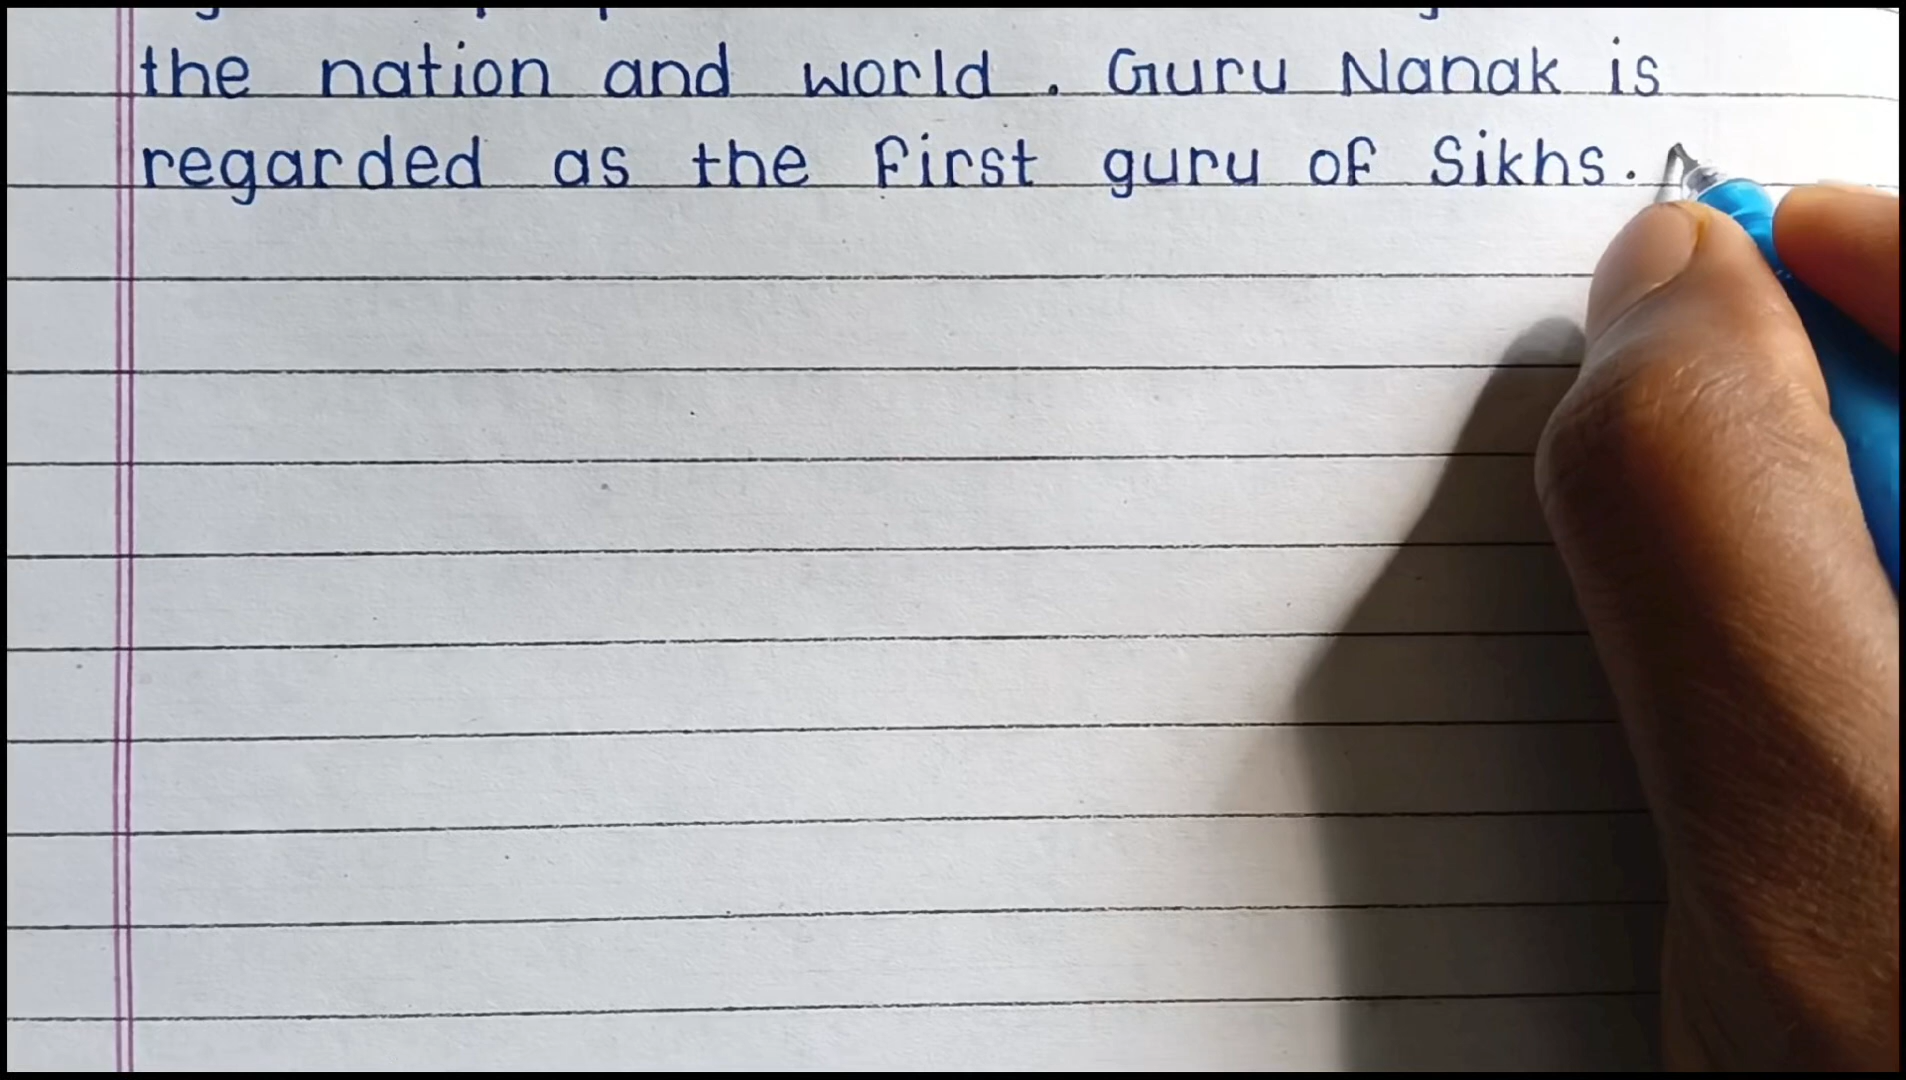 the nation and world. Guru Nanak is
regarded as the first guru of Sikhs.